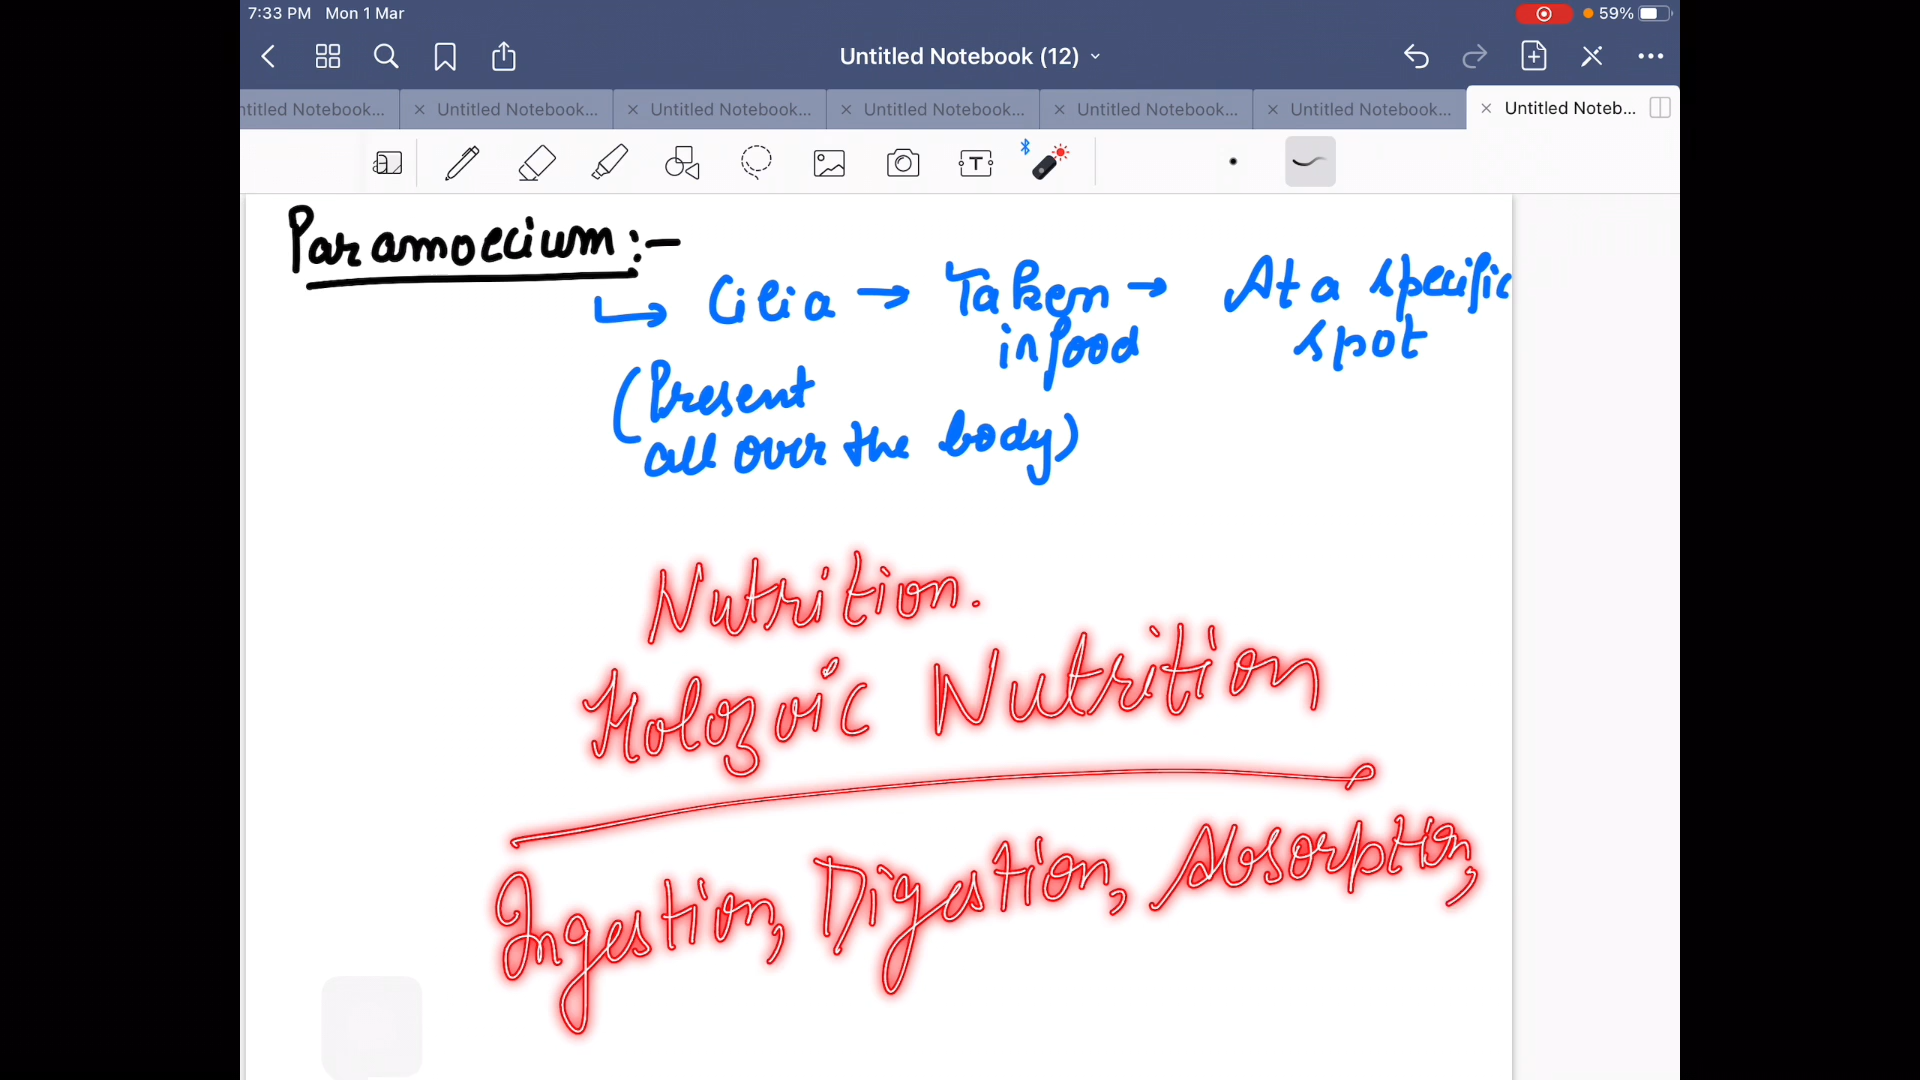 7:33 PM Mon 1 Mar 59%
Untitled Notebook (12)
ntitled Notebook... Untitled Notebook... Untitled Notebook... Untitled Notebook... Untitled Notebook... Untitled Notebook... Untitled Noteb...
Paramoecium:-
↳ Cilia → Taken → At a specific
in food spot
(Present
all over the body)
Nutrition.
Holozoic Nutrition
Ingestion, Digestion, Absorption,